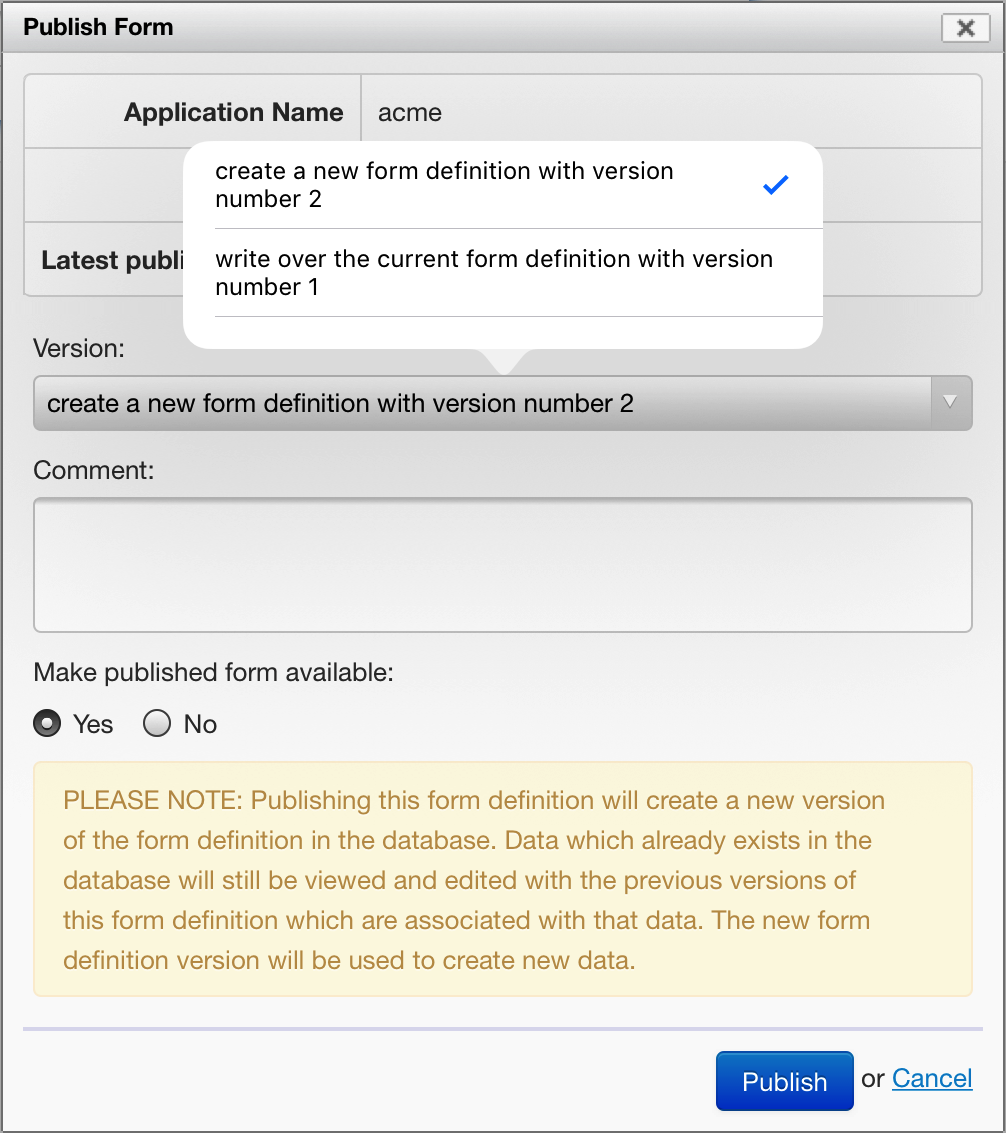 Publish Form
Application Name
acme
create a new form definition with version
number 2
write over the current form definition with version
number 1
Latest
Version:
create a new form definition with version number 2
Comment:
Make published form available:
Yes
No
PLEASE NOTE: Publishing this form definition will create a new version
of the form definition in the database. Data which already exists in the
database will still be viewed and edited with the previous versions of
this form definition which are associated with that data. The new form
definition version will be used to create new data.
Publish
or Cancel